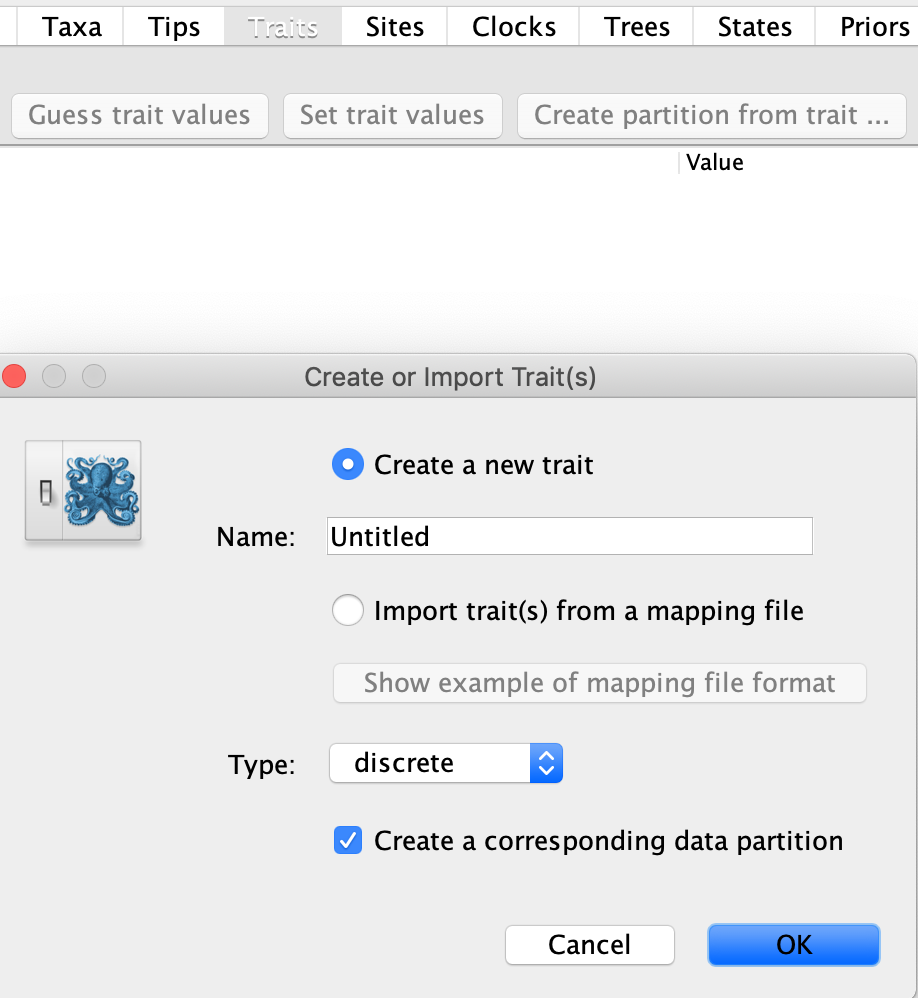 Taxa Tips Traits Sites Clocks Trees States Priors
Guess trait values Set trait values Create partition from trait ...
Value
Create or Import Trait(s)
Create a new trait
Name: Untitled
Import trait(s) from a mapping file
Show example of mapping file format
Type: discrete
Create a corresponding data partition
Cancel OK